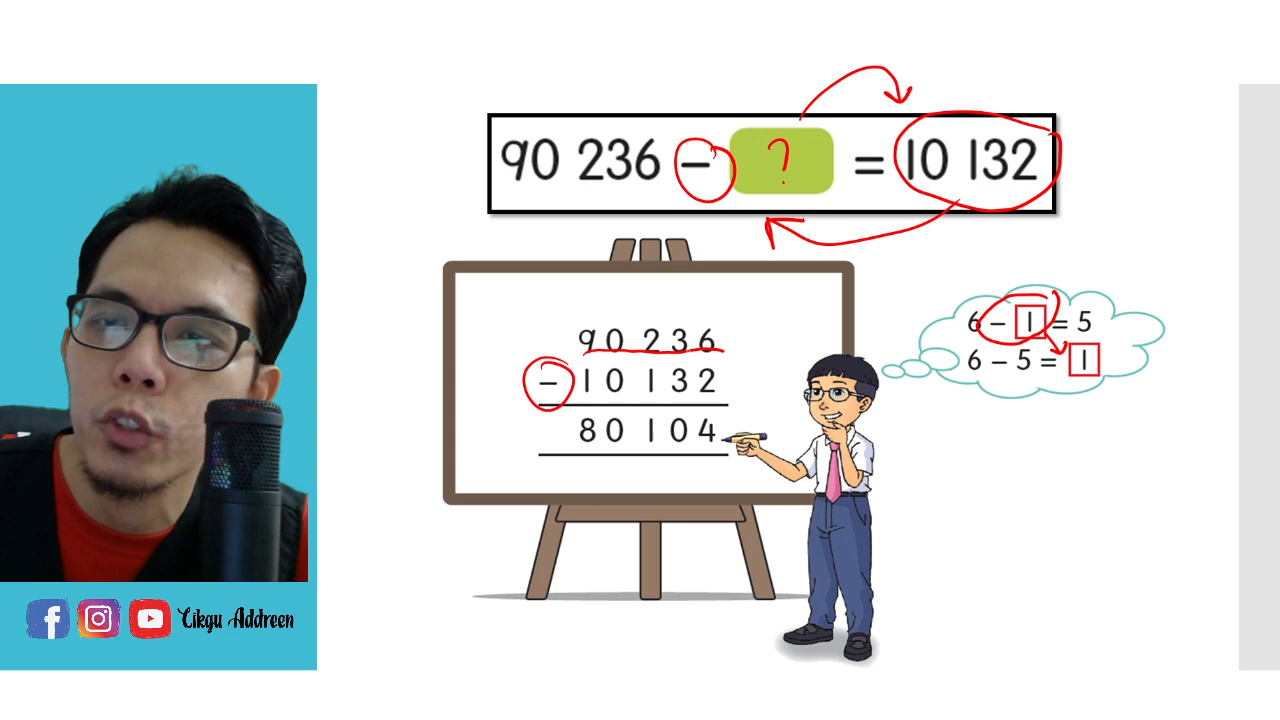 90 236 – ? = 10 132
90 236
– 10 132
80 104
6 – 1 = 5
6 – 5 = 1
Cikgu Addreen